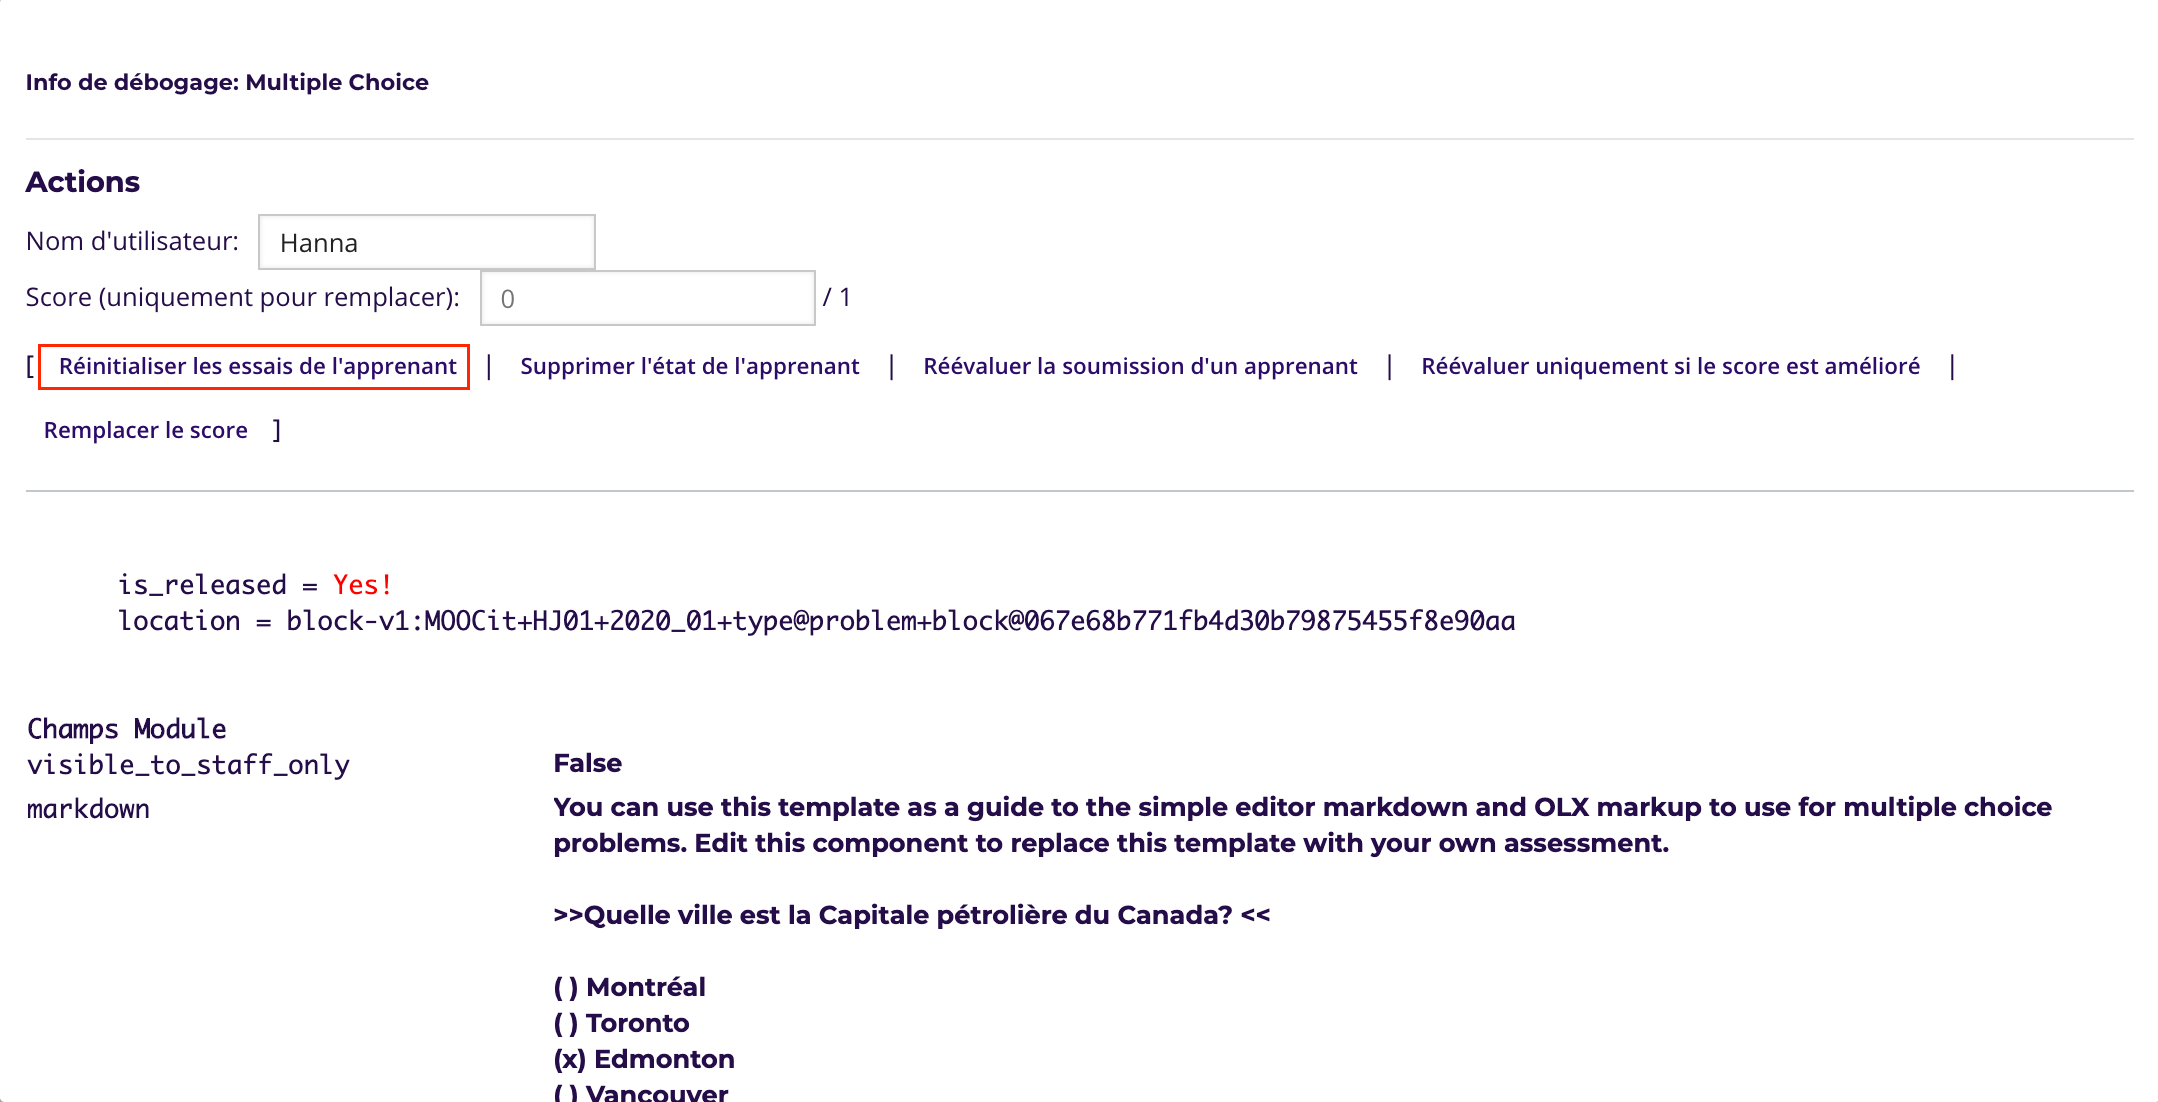 Info de débogage: Multiple Choice
Actions
Nom d'utilisateur: Hanna
Score (uniquement pour remplacer): 0 / 1
[ Réinitialiser les essais de l'apprenant | Supprimer l'état de l'apprenant | Réévaluer la soumission d'un apprenant | Réévaluer uniquement si le score est amélioré |
Remplacer le score ]
is_released = Yes!
location = block-v1:MOOCit+HJ01+2020_01+type@problem+block@067e68b771fb4d30b79875455f8e90aa
Champs Module
visible_to_staff_only False
markdown You can use this template as a guide to the simple editor markdown and OLX markup to use for multiple choice
problems. Edit this component to replace this template with your own assessment.
>>Quelle ville est la Capitale pétrolière du Canada? <<
( ) Montréal
( ) Toronto
(x) Edmonton
( ) Vancouver